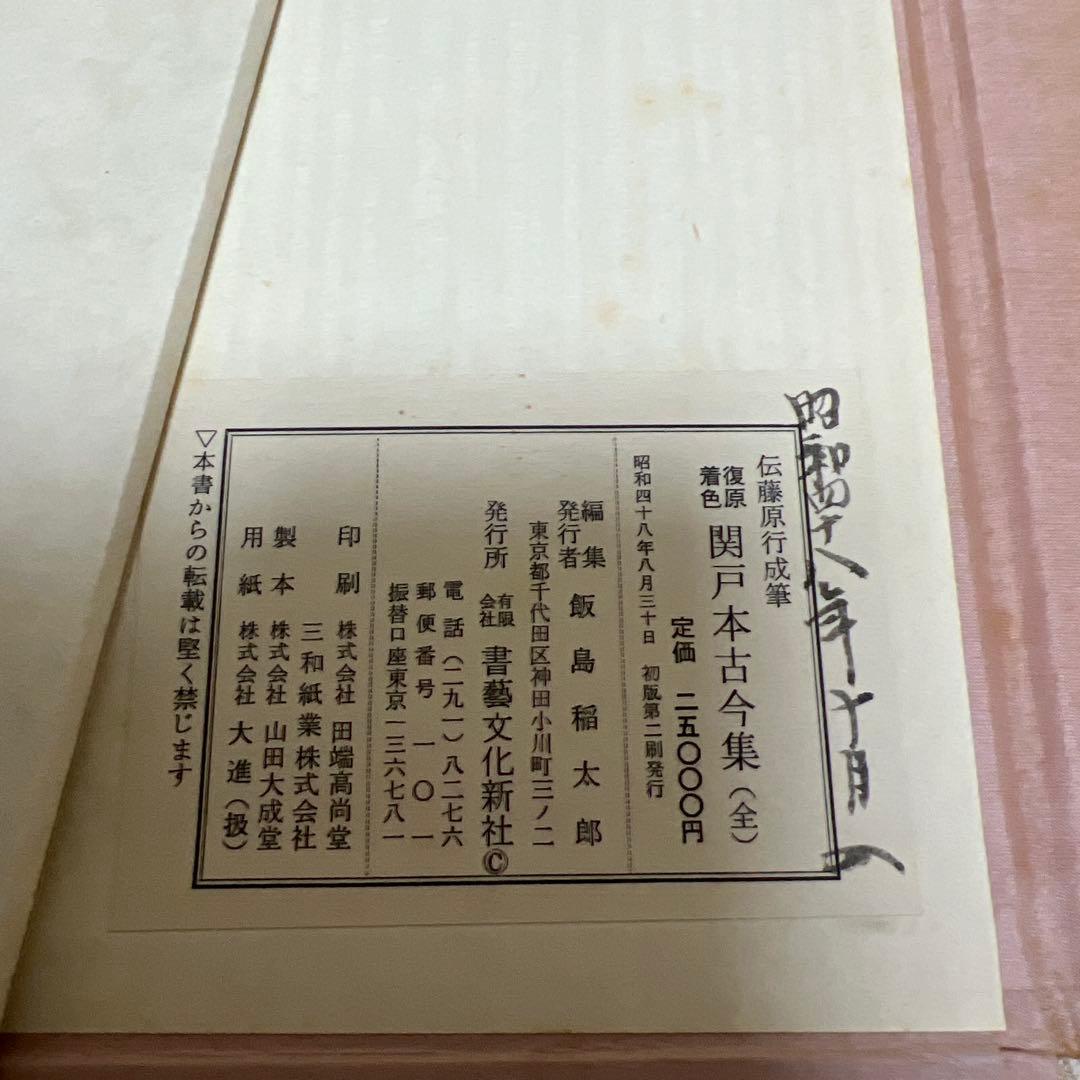 昭和四十八年十月
伝藤原行成筆
復原着色 関戸本古今集(全)
定価 二五〇〇〇円
昭和四十八年八月三十日 初版第二刷発行
編集発行者 飯島稲太郎
東京都千代田区神田小川町三ノ二
発行所 有限会社 書藝文化新社©
電話(二九一)八二七六
郵便番号 一〇一
振替口座東京一三六七八一
印刷 株式会社 田端高尚堂
三和紙業株式会社
製本 株式会社 山田大成堂
用紙 株式会社 大進(扱)
▽本書からの転載は堅く禁じます